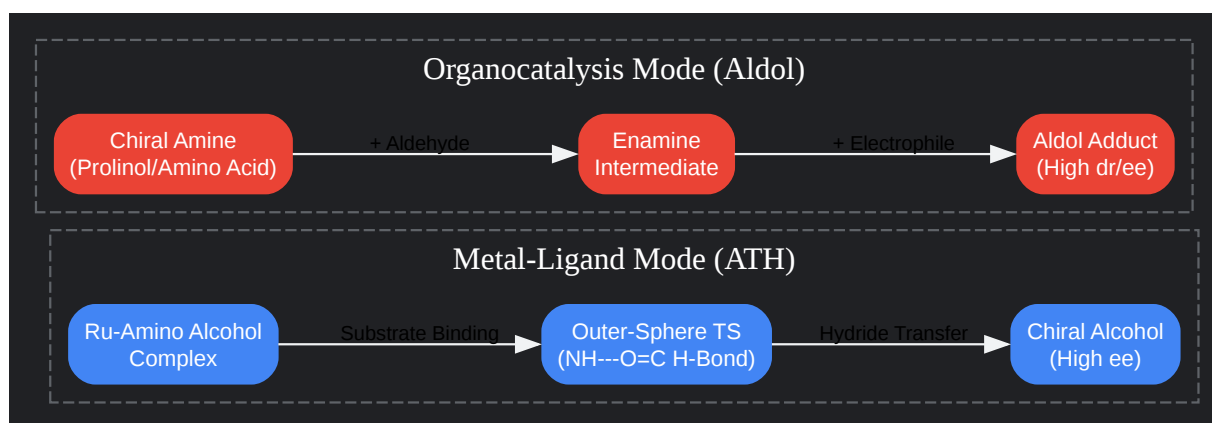 Organocatalysis Mode (Aldol)
Chiral Amine
(Prolinol/Amino Acid)
+ Aldehyde
Enamine
Intermediate
+ Electrophile
Aldol Adduct
(High dr/ee)
Metal-Ligand Mode (ATH)
Ru-Amino Alcohol
Complex
Substrate Binding
Outer-Sphere TS
(NH---O=C H-Bond)
Hydride Transfer
Chiral Alcohol
(High ee)